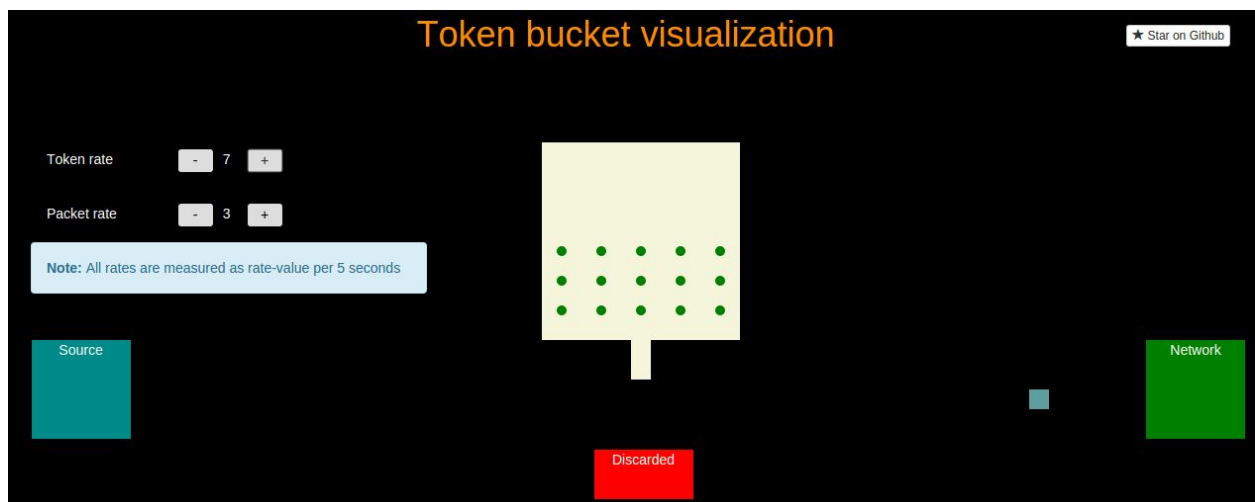 Token bucket visualization
★ Star on Github
Token rate - 7 +
Packet rate - 3 +
Note: All rates are measured as rate-value per 5 seconds
Source
Network
Discarded